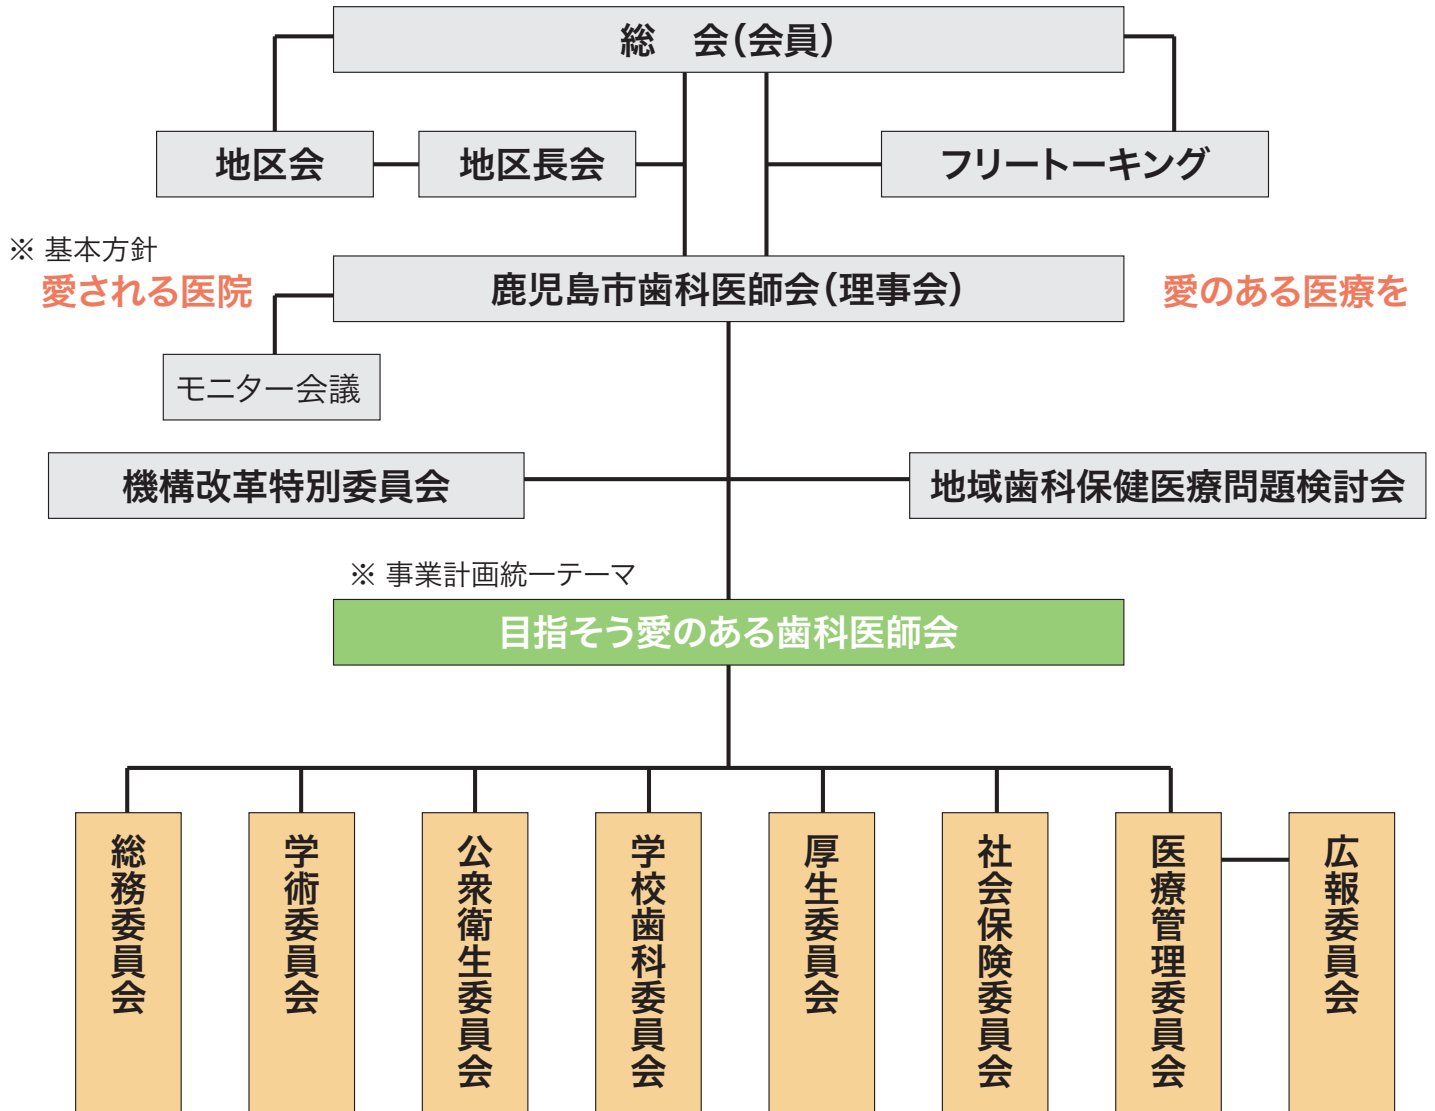 総　会（会員）
地区会
地区長会
フリートーキング
※ 基本方針
愛される医院
鹿児島市歯科医師会（理事会）
愛のある医療を
モニター会議
機構改革特別委員会
地域歯科保健医療問題検討会
※ 事業計画統一テーマ
目指そう愛のある歯科医師会
総務委員会
学術委員会
公衆衛生委員会
学校歯科委員会
厚生委員会
社会保険委員会
医療管理委員会
広報委員会